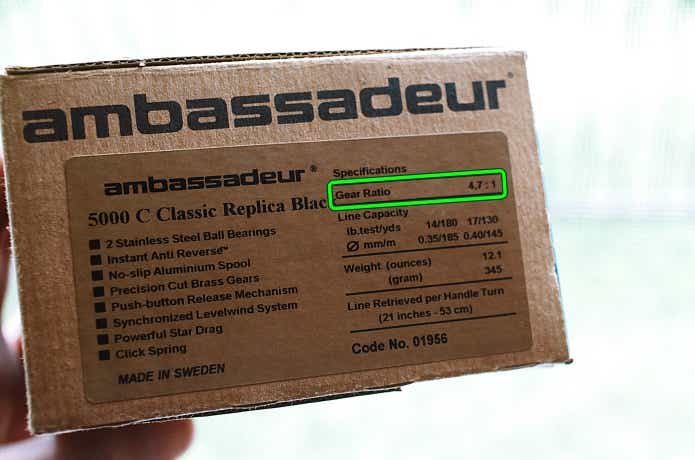 ambassadeur®
ambassadeur®
5000 C Classic Replica Blac
2 Stainless Steel Ball Bearings
Instant Anti Reverse™
No-slip Aluminium Spool
Precision Cut Brass Gears
Push-button Release Mechanism
Synchronized Levelwind System
Powerful Star Drag
Click Spring
MADE IN SWEDEN
Specifications
Gear Ratio 4,7 : 1
Line Capacity
lb.test/yds 14/180 17/130
Ø mm/m 0.35/185 0.40/145
Weight (ounces) 12.1
(gram) 345
Line Retrieved per Handle Turn
(21 inches - 53 cm)
Code No. 01956